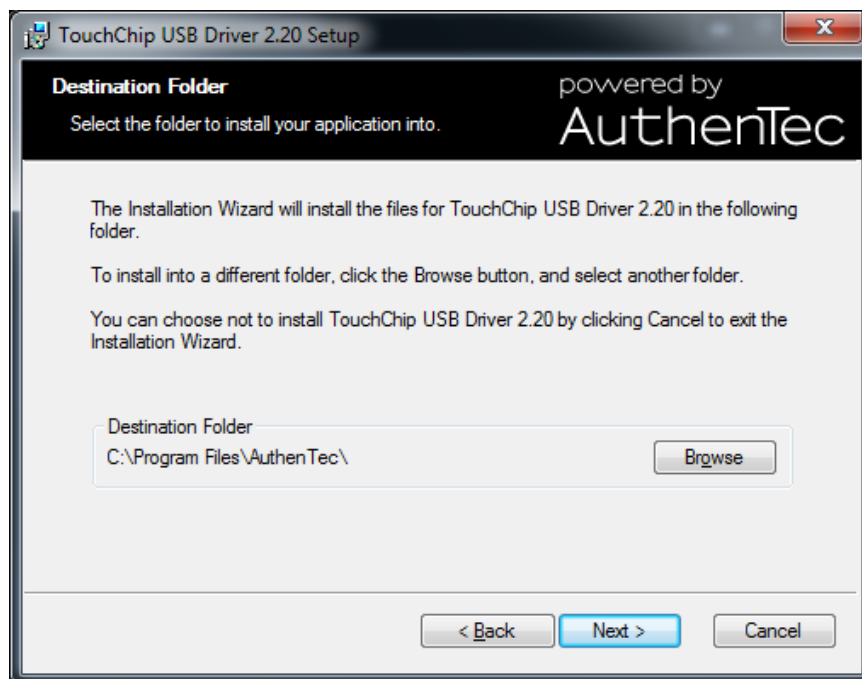 TouchChip USB Driver 2.20 Setup
Destination Folder
Select the folder to install your application into.
powered by
AuthenTec
The Installation Wizard will install the files for TouchChip USB Driver 2.20 in the following
folder.
To install into a different folder, click the Browse button, and select another folder.
You can choose not to install TouchChip USB Driver 2.20 by clicking Cancel to exit the
Installation Wizard.
Destination Folder
C:\Program Files\AuthenTec\
Browse
< Back
Next >
Cancel